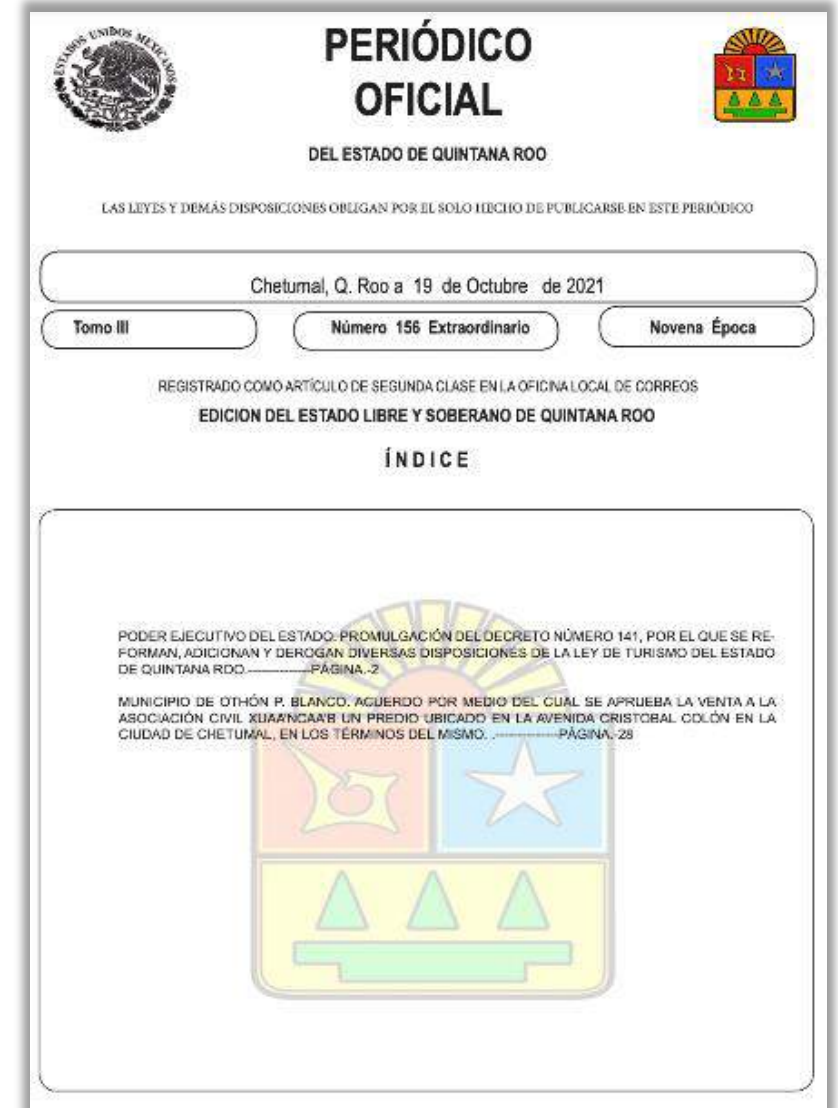 ESTADOS UNIDOS MEXICANOS
PERIÓDICO
OFICIAL
DEL ESTADO DE QUINTANA ROO
LAS LEYES Y DEMÁS DISPOSICIONES OBLIGAN POR EL SOLO HECHO DE PUBLICARSE EN ESTE PERIÓDICO
Chetumal, Q. Roo a 19 de Octubre de 2021
Tomo III
Número 156 Extraordinario
Novena Época
REGISTRADO COMO ARTÍCULO DE SEGUNDA CLASE EN LA OFICINA LOCAL DE CORREOS
EDICION DEL ESTADO LIBRE Y SOBERANO DE QUINTANA ROO
ÍNDICE
PODER EJECUTIVO DEL ESTADO. PROMULGACIÓN DEL DECRETO NÚMERO 141, POR EL QUE SE RE-
FORMAN, ADICIONAN Y DEROGAN DIVERSAS DISPOSICIONES DE LA LEY DE TURISMO DEL ESTADO
DE QUINTANA ROO.--------------PÁGINA.-2
MUNICIPIO DE OTHÓN P. BLANCO. ACUERDO POR MEDIO DEL CUAL SE APRUEBA LA VENTA A LA
ASOCIACIÓN CIVIL XUAA'NCAA'B UN PREDIO UBICADO EN LA AVENIDA CRISTOBAL COLÓN EN LA
CIUDAD DE CHETUMAL, EN LOS TÉRMINOS DEL MISMO. .--------------PÁGINA.-28